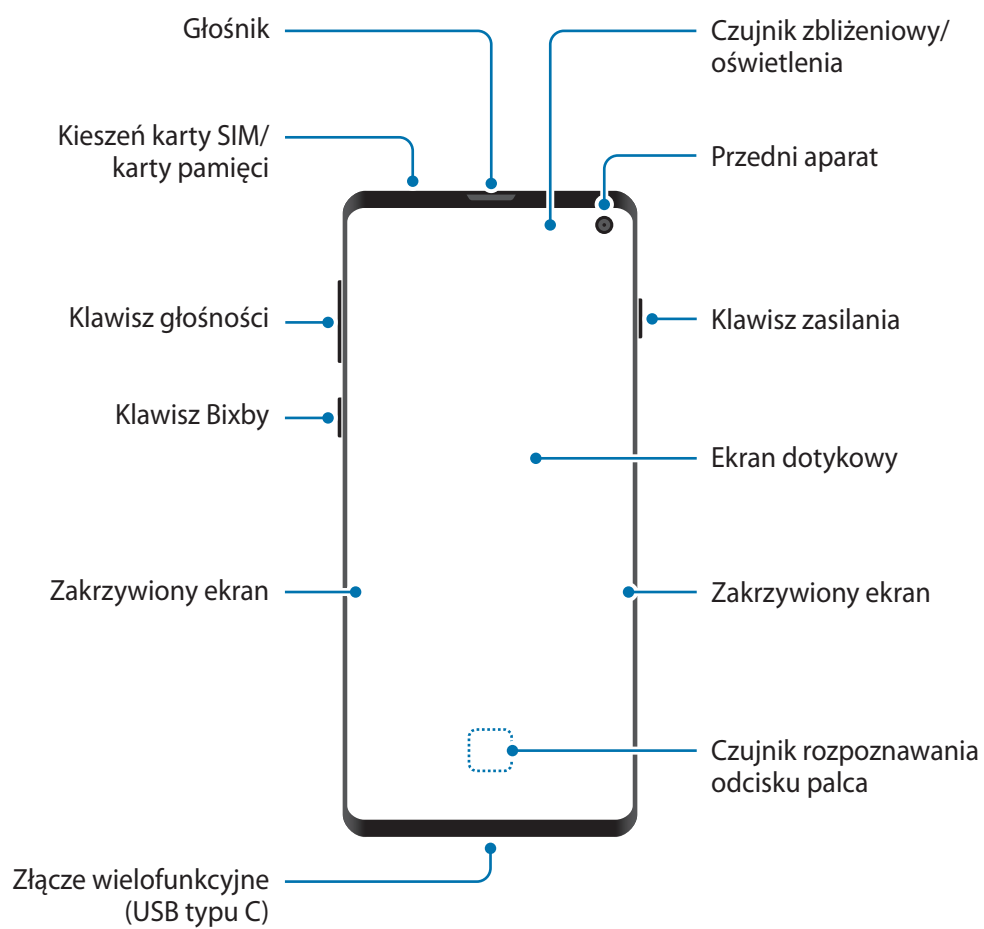 Głośnik
Kieszeń karty SIM/
karty pamięci
Klawisz głośności
Klawisz Bixby
Zakrzywiony ekran
Złącze wielofunkcyjne
(USB typu C)
Czujnik zbliżeniowy/
oświetlenia
Przedni aparat
Klawisz zasilania
Ekran dotykowy
Zakrzywiony ekran
Czujnik rozpoznawania
odcisku palca